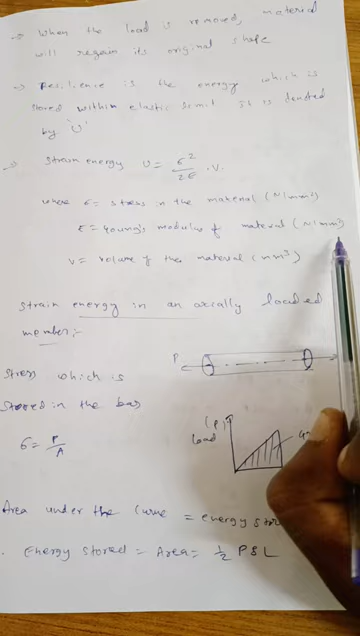 → When the load is removed, material
will regain its original shape
→ Resilience is the energy which is
stored within elastic limit It is denoted
by 'U'
→ Strain energy U = σ²/2E . V.
where σ = stress in the material (N/mm²)
E = Young's modulus of material (N/mm²)
V = volume of the material (mm³)
Strain energy in an axially loaded
member:-
P
Stress which is
stored in the bar
σ = P/A
(P)
load
Area under the curve = energy
Energy stored = Area = 1/2 P δL